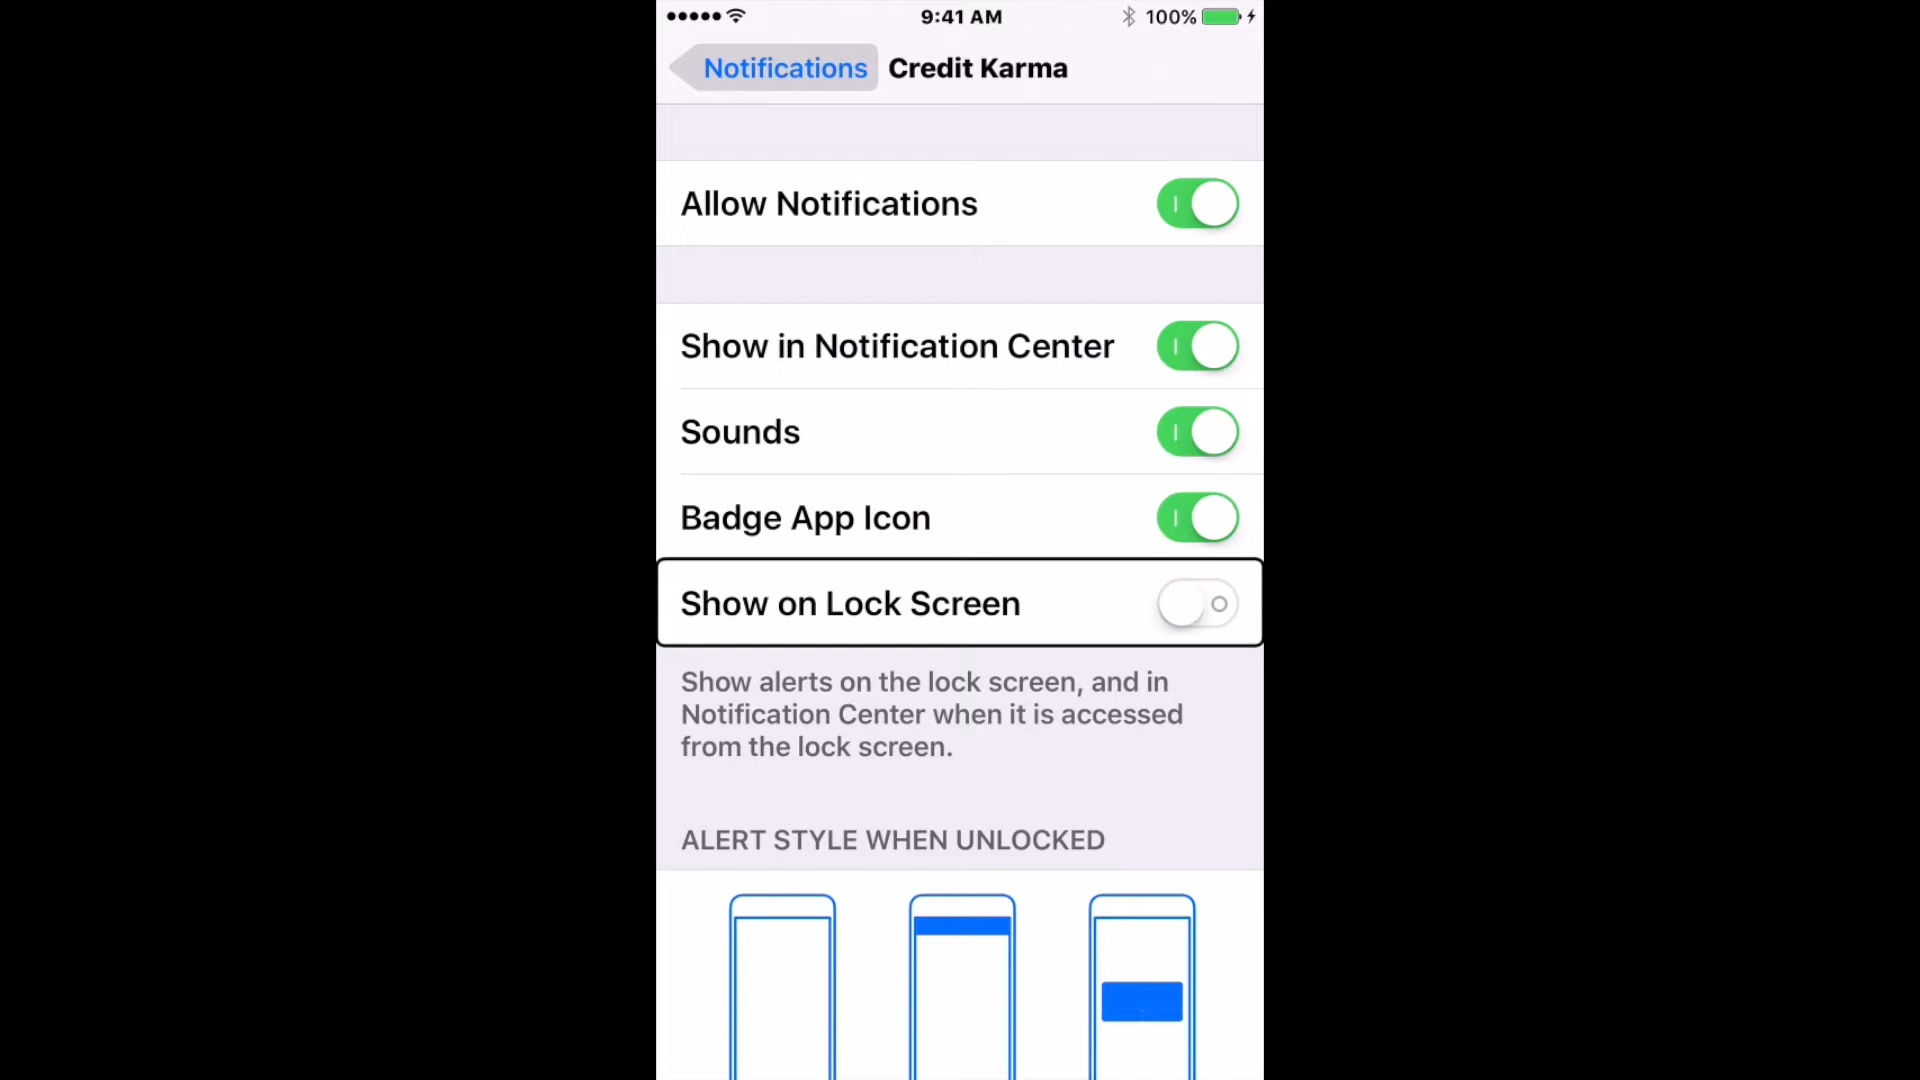 9:41 AM
100%
Notifications
Credit Karma
Allow Notifications
Show in Notification Center
Sounds
Badge App Icon
Show on Lock Screen
Show alerts on the lock screen, and in
Notification Center when it is accessed
from the lock screen.
ALERT STYLE WHEN UNLOCKED